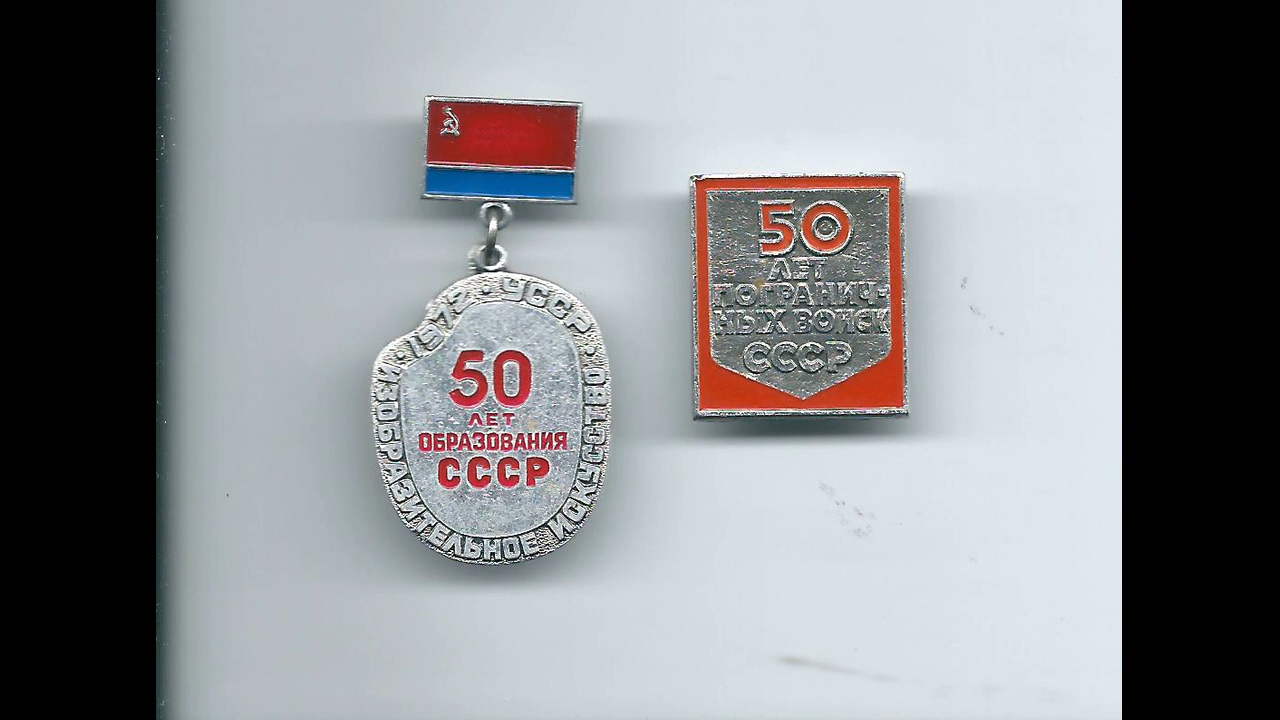 1972 · УССР ·
ИЗОБРАЗИТЕЛЬНОЕ ИСКУССТВО ·
50
ЛЕТ
ОБРАЗОВАНИЯ
СССР
50
ЛЕТ
ПОГРАНИЧ-
НЫХ ВОЙСК
СССР